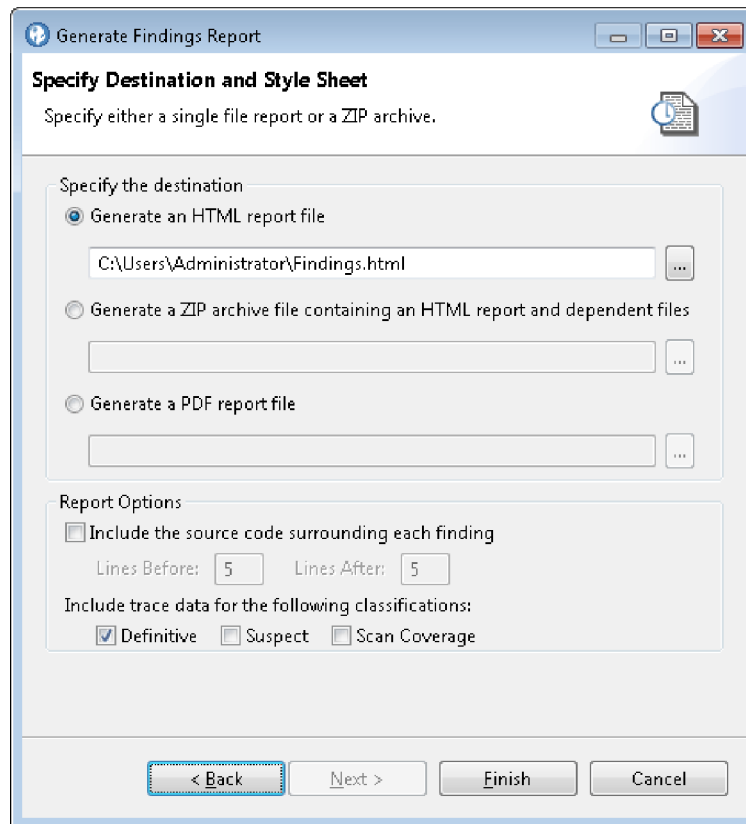 Generate Findings Report
Specify Destination and Style Sheet
Specify either a single file report or a ZIP archive.
Specify the destination
Generate an HTML report file
C:\Users\Administrator\Findings.html
...
Generate a ZIP archive file containing an HTML report and dependent files
...
Generate a PDF report file
...
Report Options
Include the source code surrounding each finding
Lines Before: 5 Lines After: 5
Include trace data for the following classifications:
Definitive Suspect Scan Coverage
< Back Next > Finish Cancel